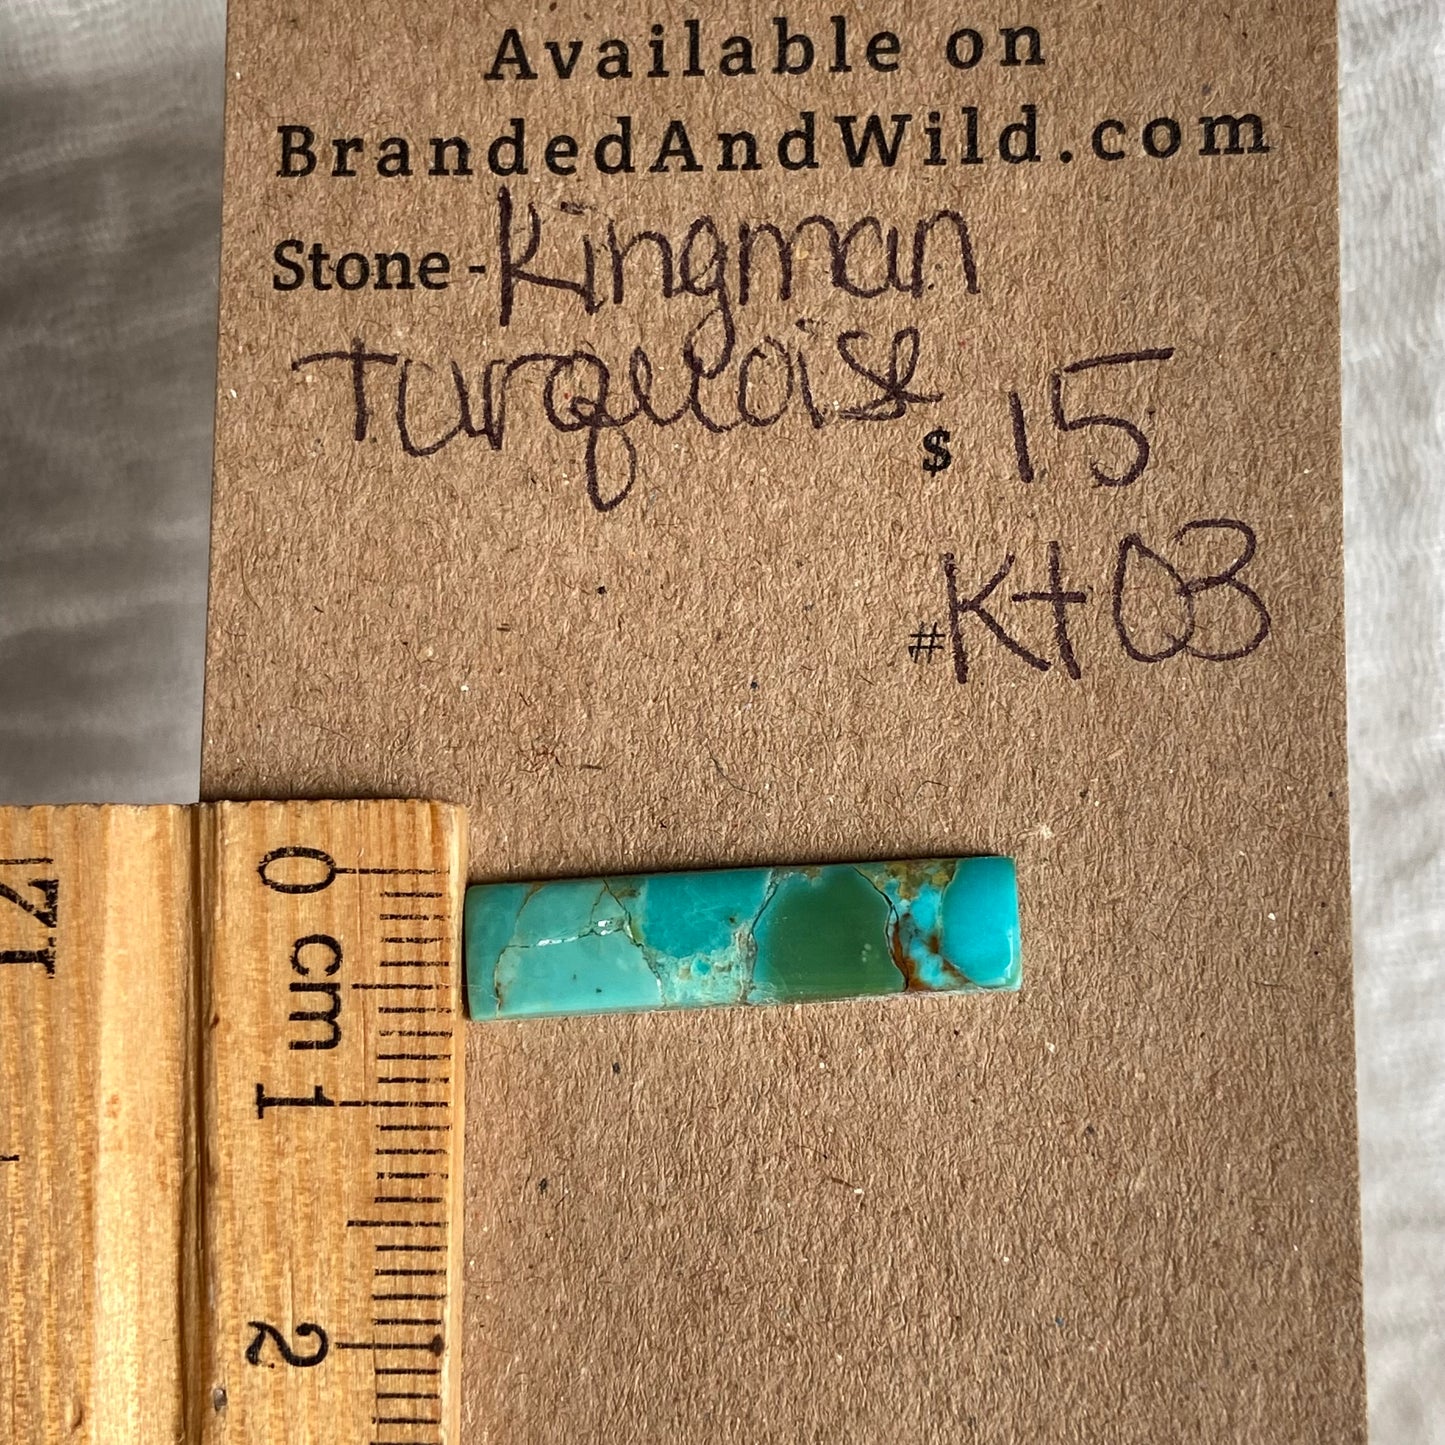 Available on
BrandedAndWild.com
Stone - Kingman
Turquoise
$ 15
#Kt03
0 cm 1 2